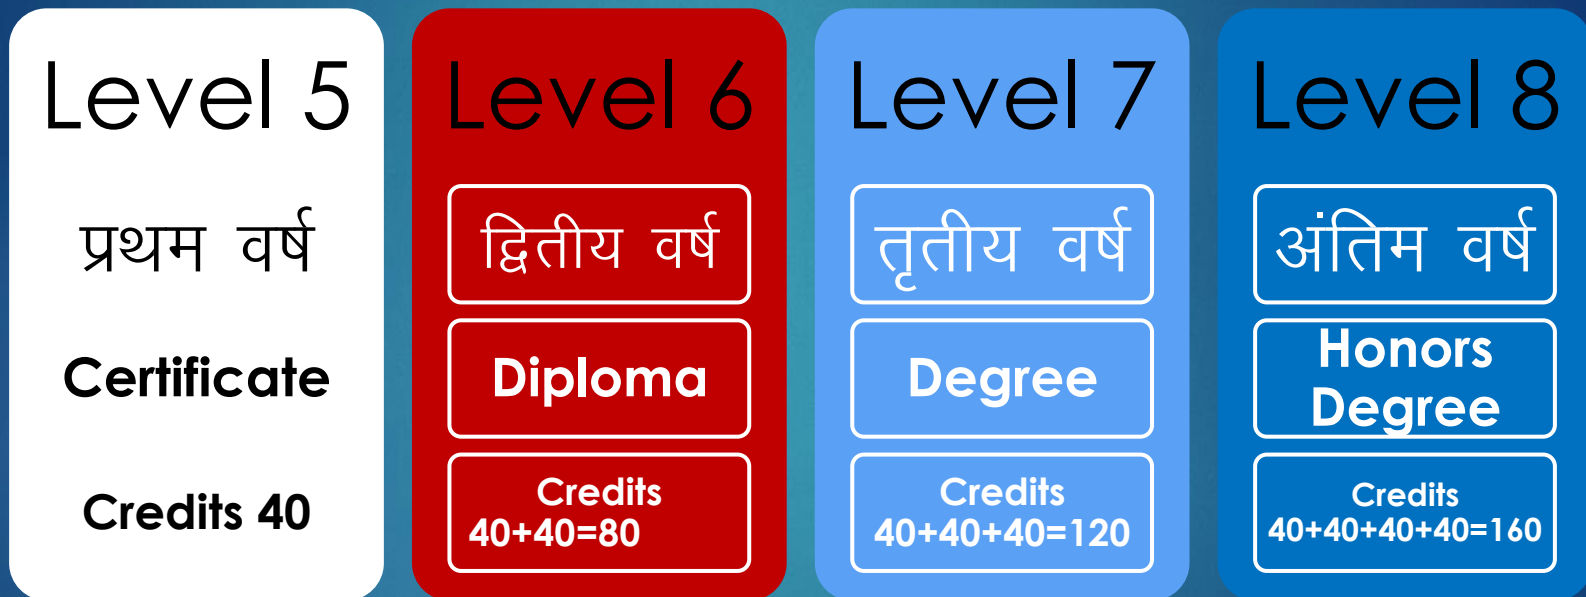 Level 5
प्रथम वर्ष
Certificate
Credits 40
Level 6
द्वितीय वर्ष
Diploma
Credits
40+40=80
Level 7
तृतीय वर्ष
Degree
Credits
40+40+40=120
Level 8
अंतिम वर्ष
Honors
Degree
Credits
40+40+40+40=160